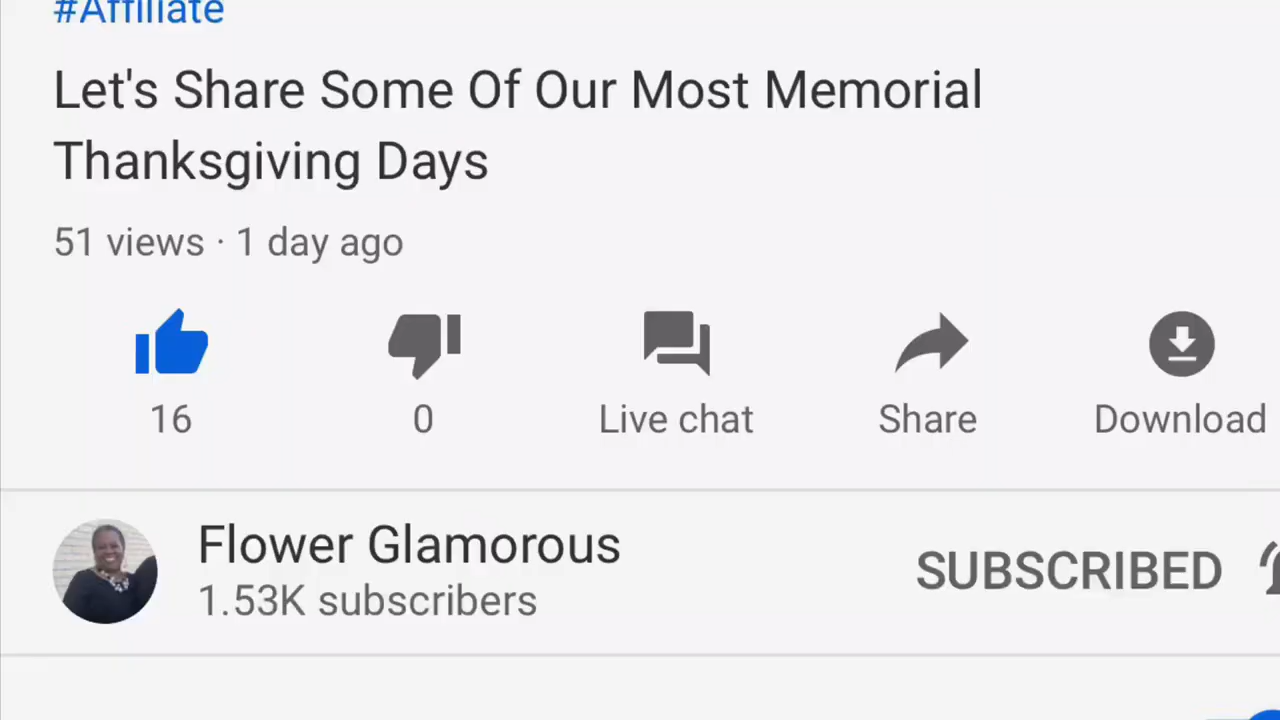 #Affiliate
Let's Share Some Of Our Most Memorial
Thanksgiving Days
51 views · 1 day ago
16
0
Live chat
Share
Download
Flower Glamorous
1.53K subscribers
SUBSCRIBED